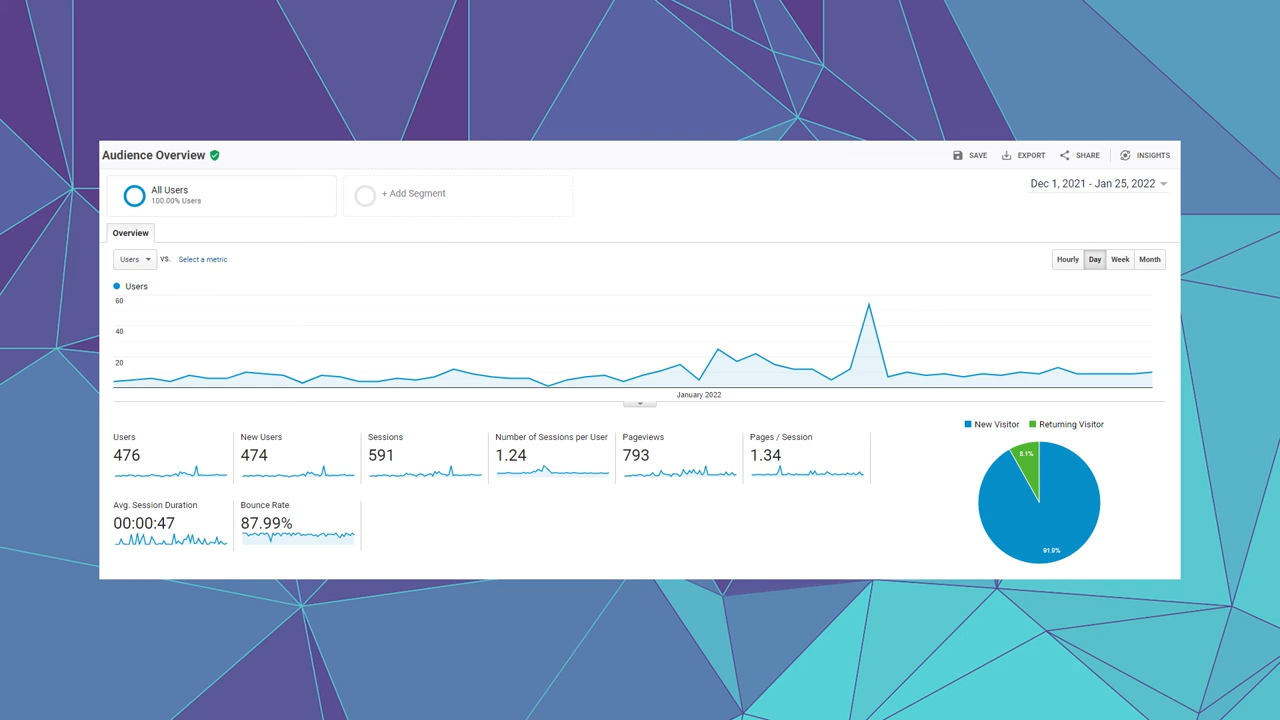 Audience Overview
SAVE EXPORT SHARE INSIGHTS
All Users
100.00% Users
+ Add Segment
Dec 1, 2021 - Jan 25, 2022
Overview
Users VS. Select a metric
Hourly Day Week Month
Users
60
40
20
January 2022
New Visitor Returning Visitor
Users
476
New Users
474
Sessions
591
Number of Sessions per User
1.24
Pageviews
793
Pages / Session
1.34
Avg. Session Duration
00:00:47
Bounce Rate
87.99%
8.1%
91.9%